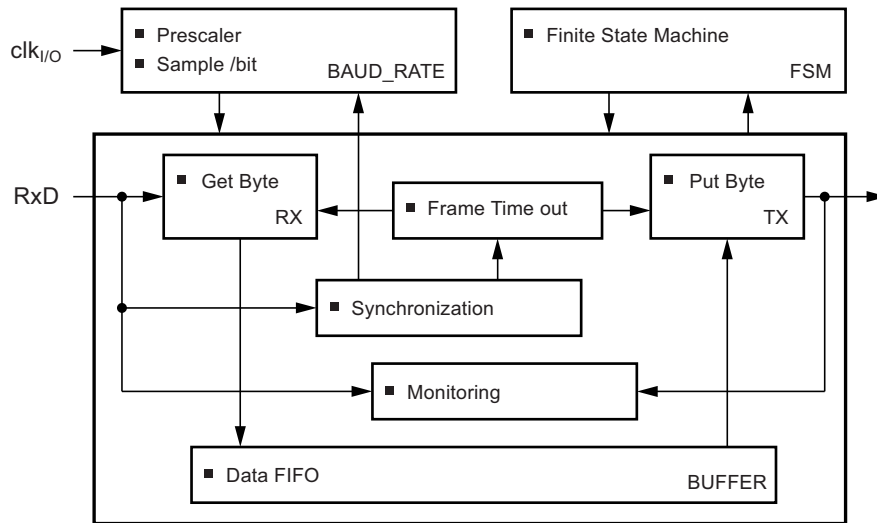 ■ Prescaler
■ Sample /bit
BAUD_RATE
clkI/O
■ Finite State Machine
FSM
RxD
■ Get Byte
RX
■ Frame Time out
■ Put Byte
TX
■ Synchronization
■ Monitoring
■ Data FIFO
BUFFER